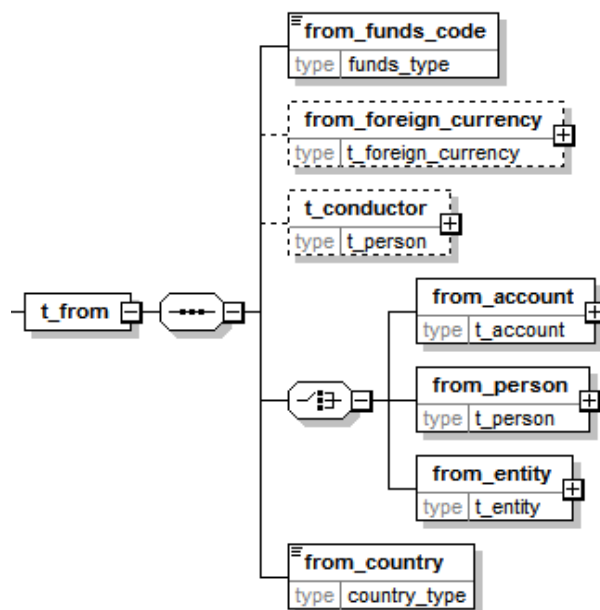 from_funds_code
type funds_type
from_foreign_currency
type t_foreign_currency
t_conductor
type t_person
t_from
from_account
type t_account
from_person
type t_person
from_entity
type t_entity
from_country
type country_type